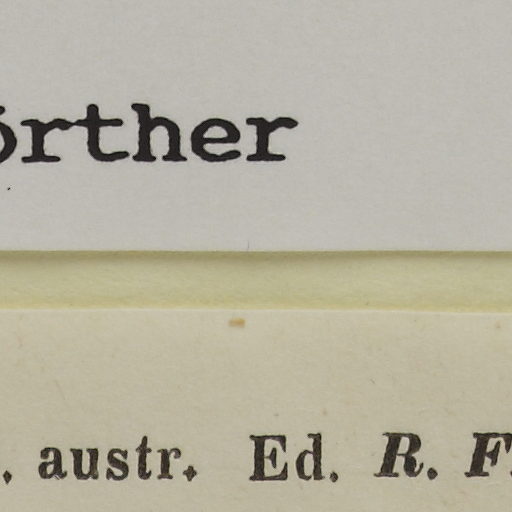 örther
. austr. Ed. R. F.